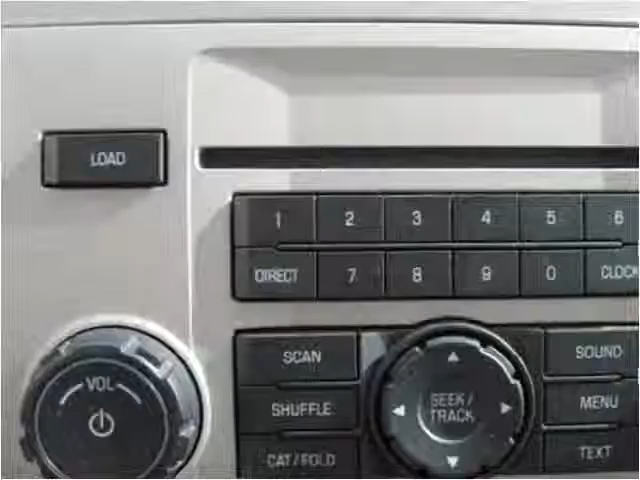 LOAD
1 2 3 4 5 6
DIRECT 7 8 9 0 CLOCK
SCAN
SOUND
VOL
SEEK/
TRACK
SHUFFLE
MENU
CAT/FOLD
TEXT